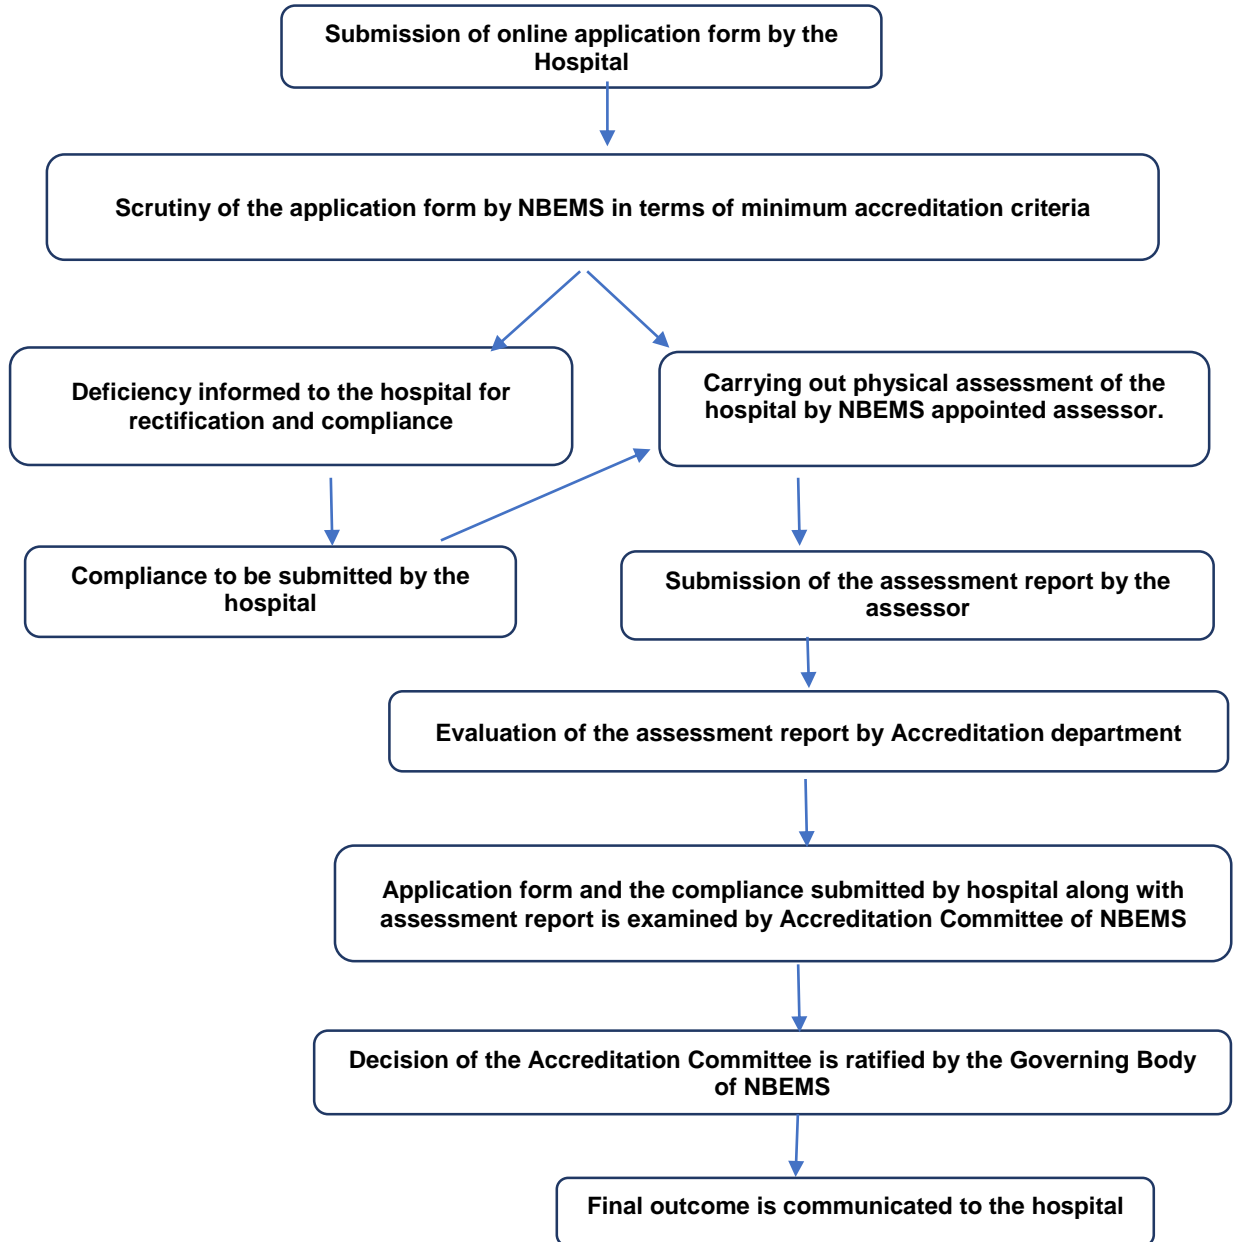 Submission of online application form by the
Hospital
Scrutiny of the application form by NBEMS in terms of minimum accreditation criteria
Deficiency informed to the hospital for
rectification and compliance
Carrying out physical assessment of the
hospital by NBEMS appointed assessor.
Compliance to be submitted by the
hospital
Submission of the assessment report by the
assessor
Evaluation of the assessment report by Accreditation department
Application form and the compliance submitted by hospital along with
assessment report is examined by Accreditation Committee of NBEMS
Decision of the Accreditation Committee is ratified by the Governing Body
of NBEMS
Final outcome is communicated to the hospital